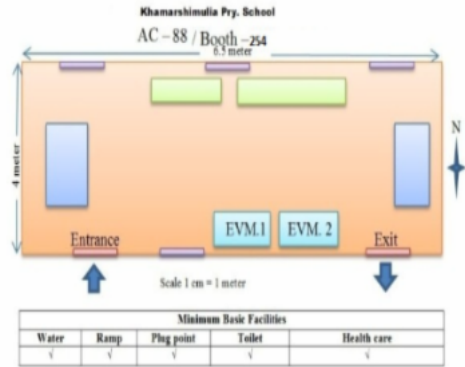 Khamarshimulia Pry. School
AC – 88 / Booth –254
6.5 meter
4 meter
N
EVM.1 EVM. 2
Entrance Exit
Scale 1 cm = 1 meter
Minimum Basic Facilities
Water Ramp Plug point Toilet Health care
√ √ √ √ √